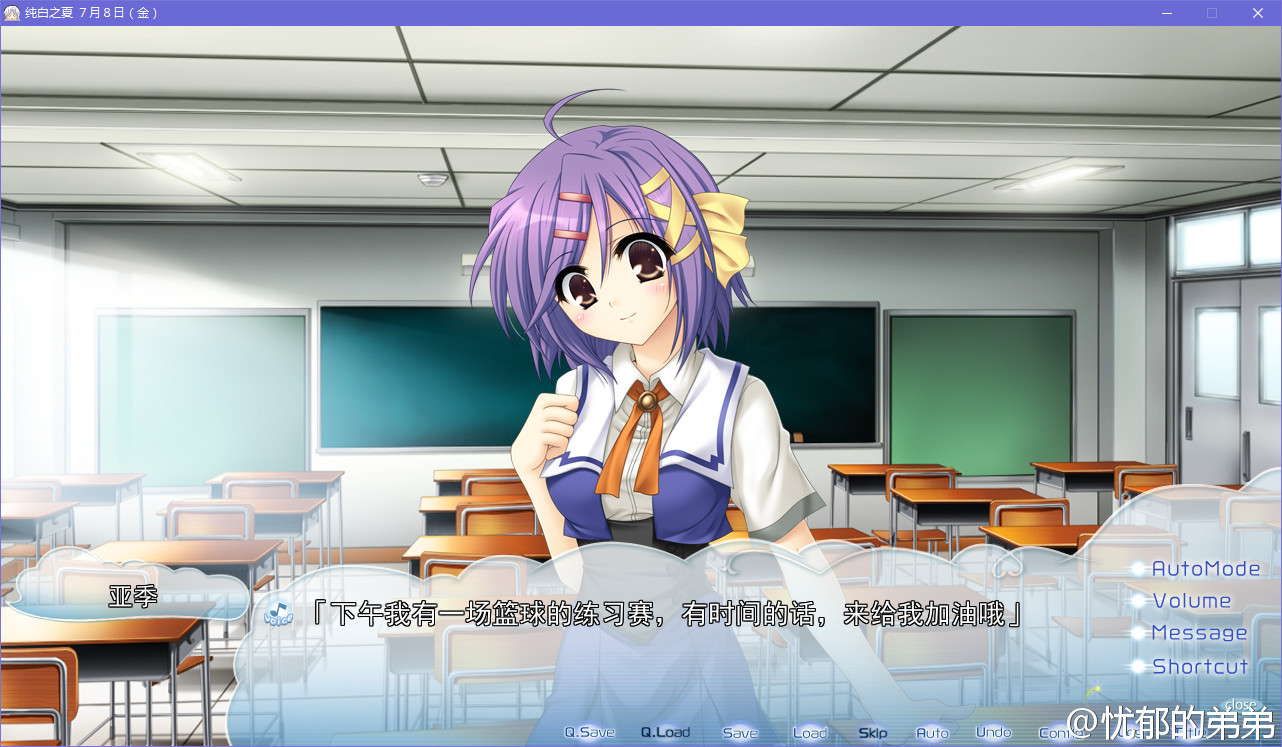 纯白之夏 7月8日(金)
AutoMode
Volume
Message
Shortcut
亚季
voice
「下午我有一场篮球的练习赛，有时间的话，来给我加油哦」
close
Q.Save Q.Load Save Load Skip Auto Undo
@忧郁的弟弟